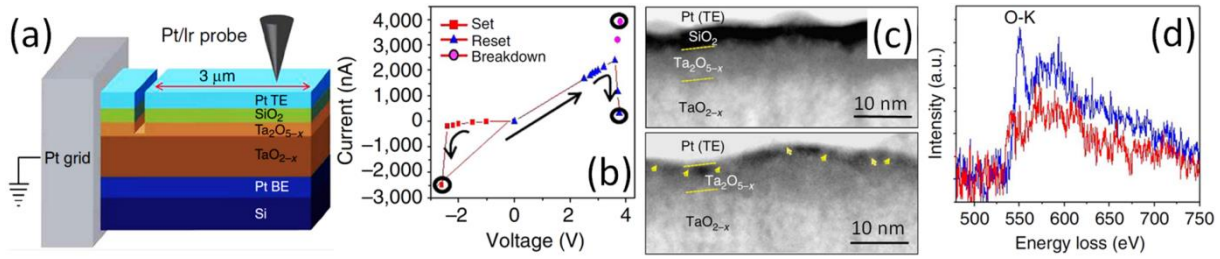 (a)
Pt/Ir probe
3 μm
Pt TE
SiO2
Ta2O5–x
TaO2–x
Pt BE
Si
Pt grid
(b)
Set
Reset
Breakdown
4,000
3,000
2,000
1,000
0
–1,000
–2,000
–3,000
Current (nA)
–2 0 2 4
Voltage (V)
(c)
Pt (TE)
SiO2
Ta2O5–x
TaO2–x
10 nm
Pt (TE)
Ta2O5–x
TaO2–x
10 nm
(d)
O-K
Intensity (a.u.)
500 550 600 650 700 750
Energy loss (eV)